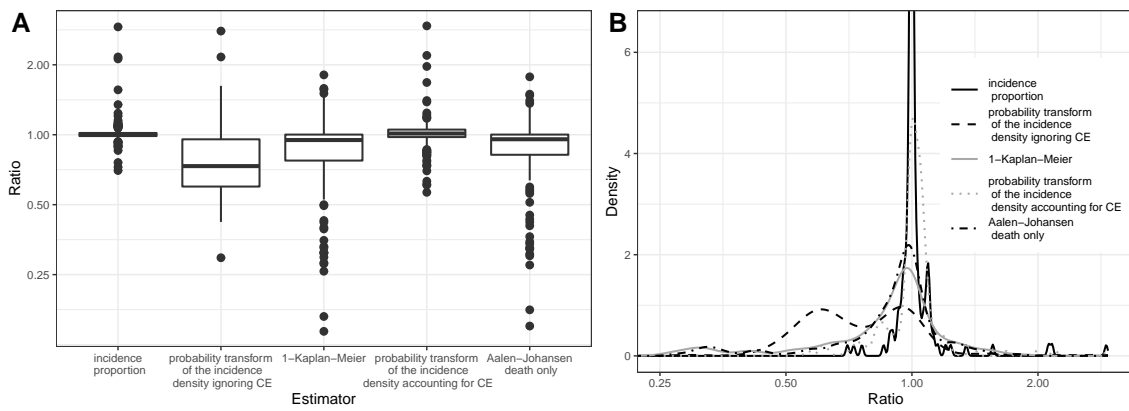 A
Ratio
2.00
1.00
0.50
0.25
incidence
proportion
probability transform
of the incidence
density ignoring CE
1−Kaplan−Meier
probability transform
of the incidence
density accounting for CE
Aalen−Johansen
death only
Estimator
B
Density
6
4
2
0
incidence
proportion
probability transform
of the incidence
density ignoring CE
1−Kaplan−Meier
probability transform
of the incidence
density accounting for CE
Aalen−Johansen
death only
0.25
0.50
1.00
2.00
Ratio